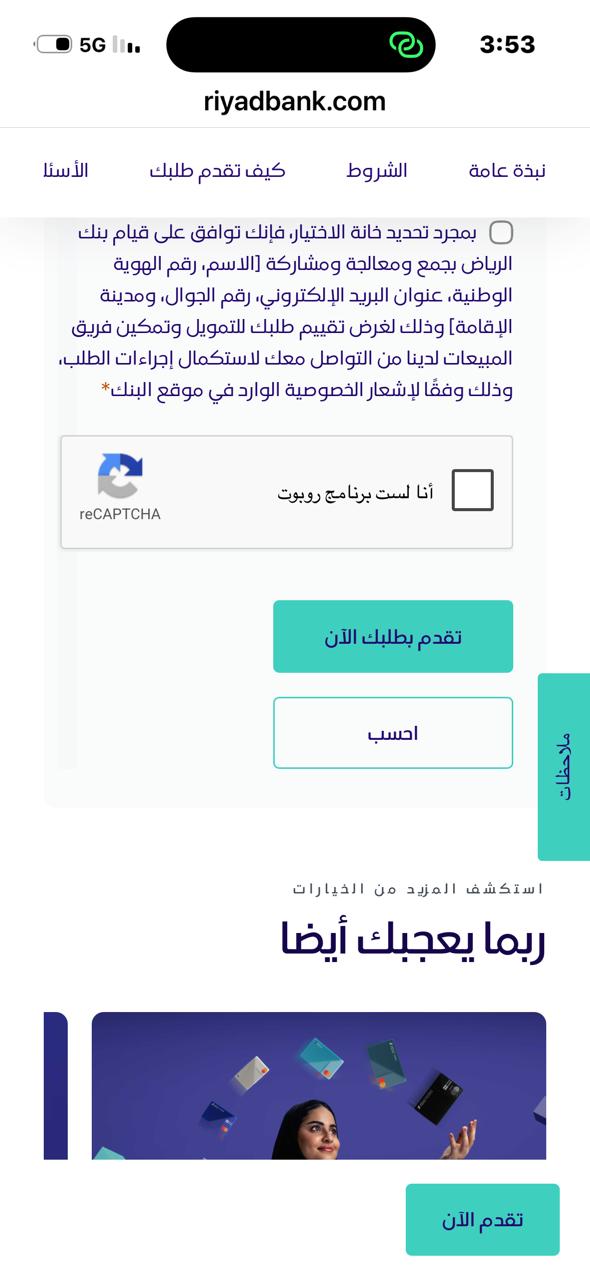 3:53
5G
riyadbank.com
نبذة عامة
الشروط
كيف تقدم طلبك
الأسئلا
بمجرد تحديد خانة الاختيار، فإنك توافق على قيام بنك
الرياض بجمع ومعالجة ومشاركة [الاسم، رقم الهوية
الوطنية، عنوان البريد الإلكتروني، رقم الجوال، ومدينة
الإقامة] وذلك لغرض تقييم طلبك للتمويل وتمكين فريق
المبيعات لدينا من التواصل معك لاستكمال إجراءات الطلب،
وذلك وفقًا لإشعار الخصوصية الوارد في موقع البنك*
أنا لست برنامج روبوت
reCAPTCHA
تقدم بطلبك الآن
احسب
ملاحظات
استكشف المزيد من الخيارات
ربما يعجبك أيضا
تقدم الآن